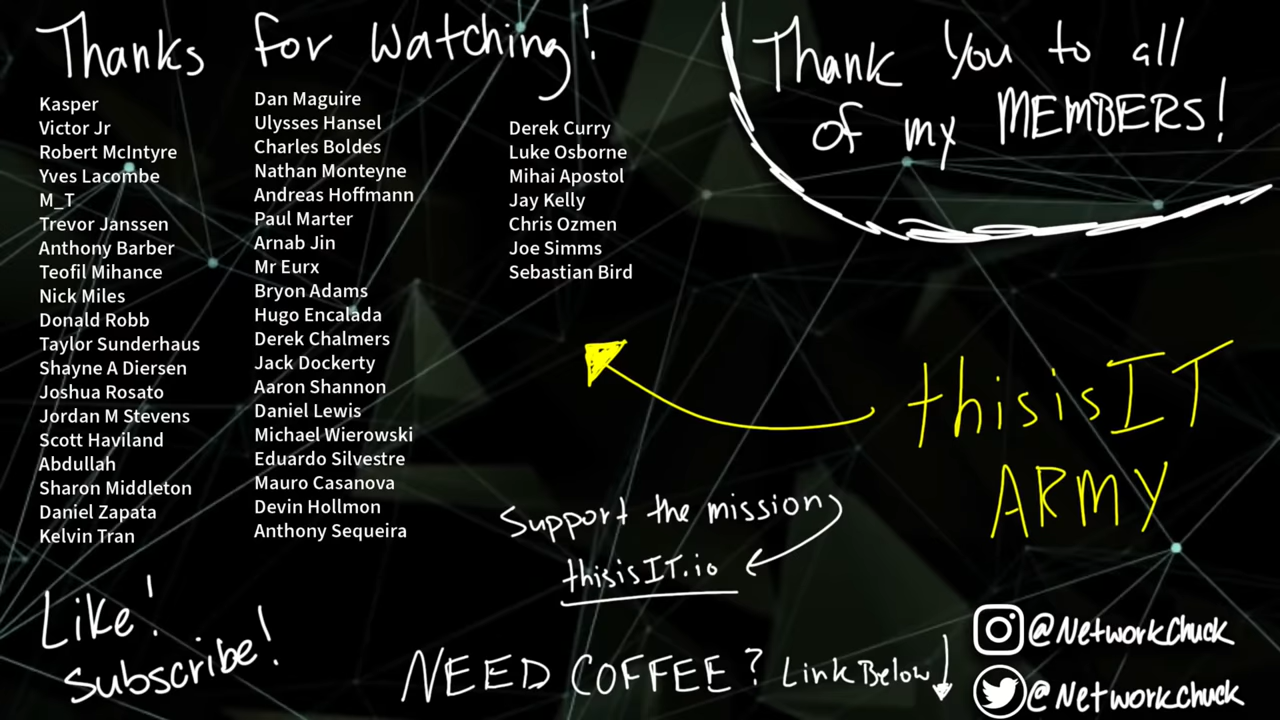 Thanks for watching!
Kasper
Victor Jr
Robert McIntyre
Yves Lacombe
M_T
Trevor Janssen
Anthony Barber
Teofil Mihance
Nick Miles
Donald Robb
Taylor Sunderhaus
Shayne A Diersen
Joshua Rosato
Jordan M Stevens
Scott Haviland
Abdullah
Sharon Middleton
Daniel Zapata
Kelvin Tran
Dan Maguire
Ulysses Hansel
Charles Boldes
Nathan Monteyne
Andreas Hoffmann
Paul Marter
Arnab Jin
Mr Eurx
Bryon Adams
Hugo Encalada
Derek Chalmers
Jack Dockerty
Aaron Shannon
Daniel Lewis
Michael Wierowski
Eduardo Silvestre
Mauro Casanova
Devin Hollmon
Anthony Sequeira
Derek Curry
Luke Osborne
Mihai Apostol
Jay Kelly
Chris Ozmen
Joe Simms
Sebastian Bird
Thank you to all
of my MEMBERS!
thisisIT
ARMY
Support the mission
thisisIT.io
Like!
Subscribe!
NEED COFFEE? Link Below
@NetworkChuck
@NetworkChuck